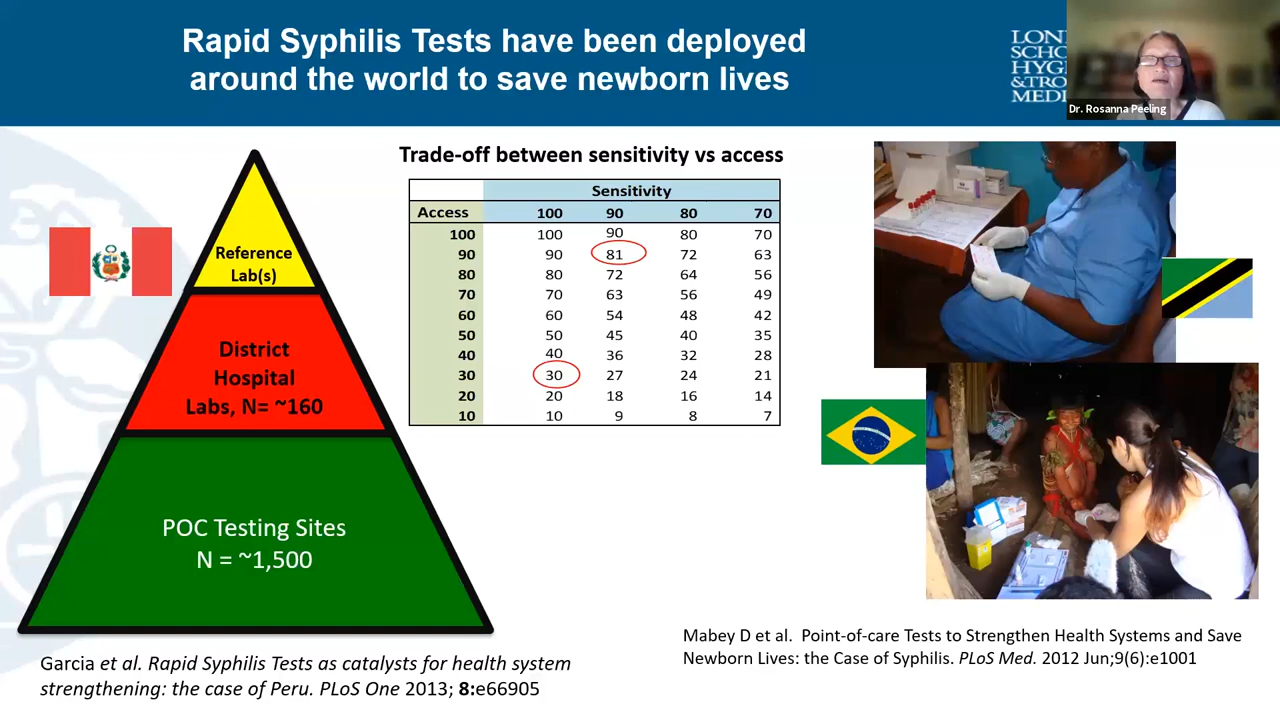 Rapid Syphilis Tests have been deployed
around the world to save newborn lives
LON
SCHO
HYG
&TRO
MEDI
Dr. Rosanna Peeling
Reference
Lab(s)
District
Hospital
Labs, N= ~160
POC Testing Sites
N = ~1,500
Trade-off between sensitivity vs access
Sensitivity
Access 100 90 80 70
100 100 90 80 70
90 90 81 72 63
80 80 72 64 56
70 70 63 56 49
60 60 54 48 42
50 50 45 40 35
40 40 36 32 28
30 30 27 24 21
20 20 18 16 14
10 10 9 8 7
Garcia et al. Rapid Syphilis Tests as catalysts for health system
strengthening: the case of Peru. PLoS One 2013; 8:e66905
Mabey D et al. Point-of-care Tests to Strengthen Health Systems and Save
Newborn Lives: the Case of Syphilis. PLoS Med. 2012 Jun;9(6):e1001